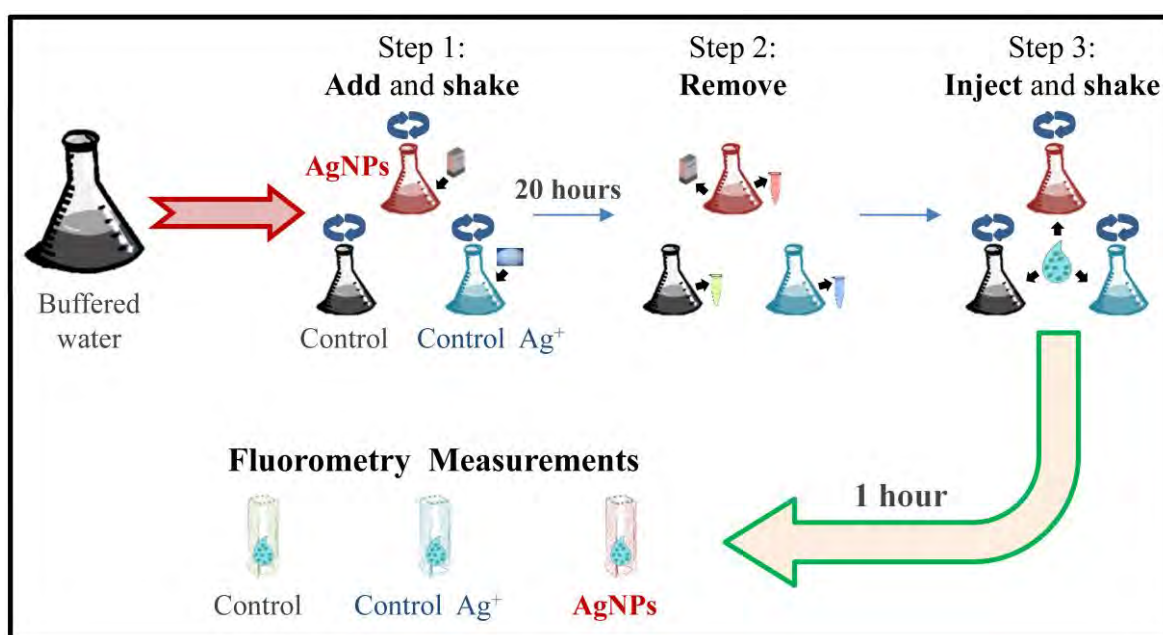 Step 1:
Add and shake
Step 2:
Remove
Step 3:
Inject and shake
AgNPs
20 hours
Buffered
water
Control
Control Ag⁺
Fluorometry Measurements
1 hour
Control
Control Ag⁺
AgNPs